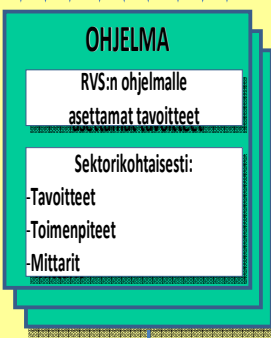 OHJELMA
RVS:n ohjelmalle
asettamat tavoitteet
Sektorikohtaisesti:
-Tavoitteet
-Toimenpiteet
-Mittarit